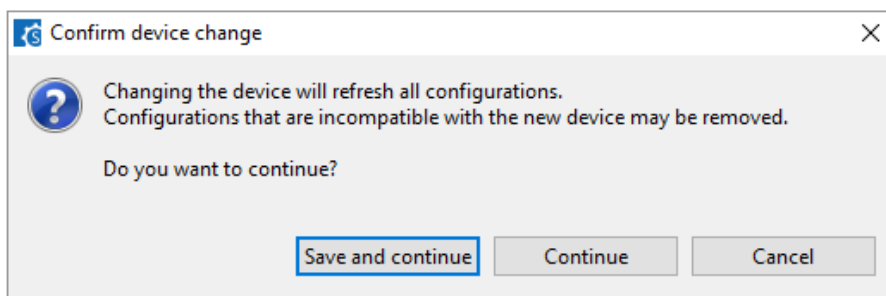 Confirm device change
Changing the device will refresh all configurations.
Configurations that are incompatible with the new device may be removed.
Do you want to continue?
Save and continue
Continue
Cancel